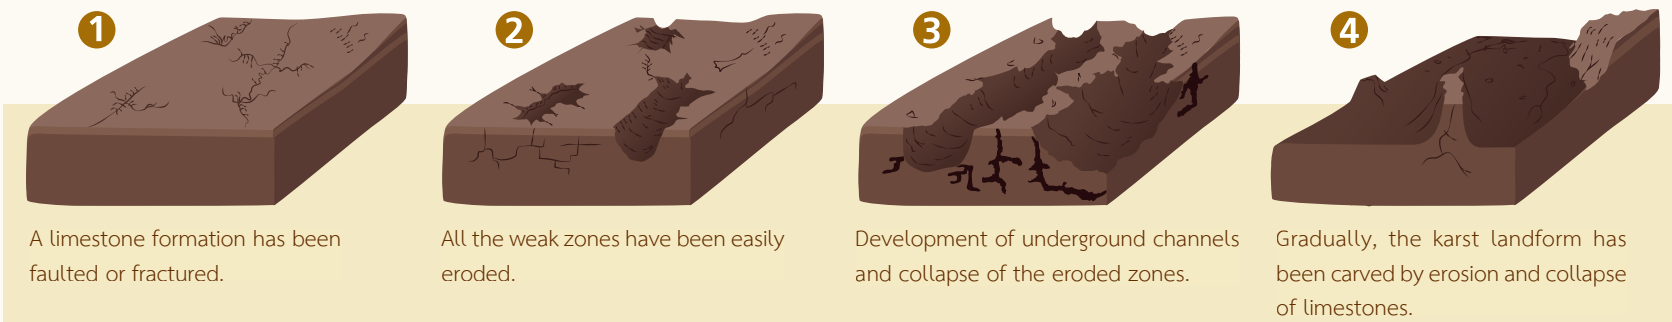 1
A limestone formation has been
faulted or fractured.
2
All the weak zones have been easily
eroded.
3
Development of underground channels
and collapse of the eroded zones.
4
Gradually, the karst landform has
been carved by erosion and collapse
of limestones.